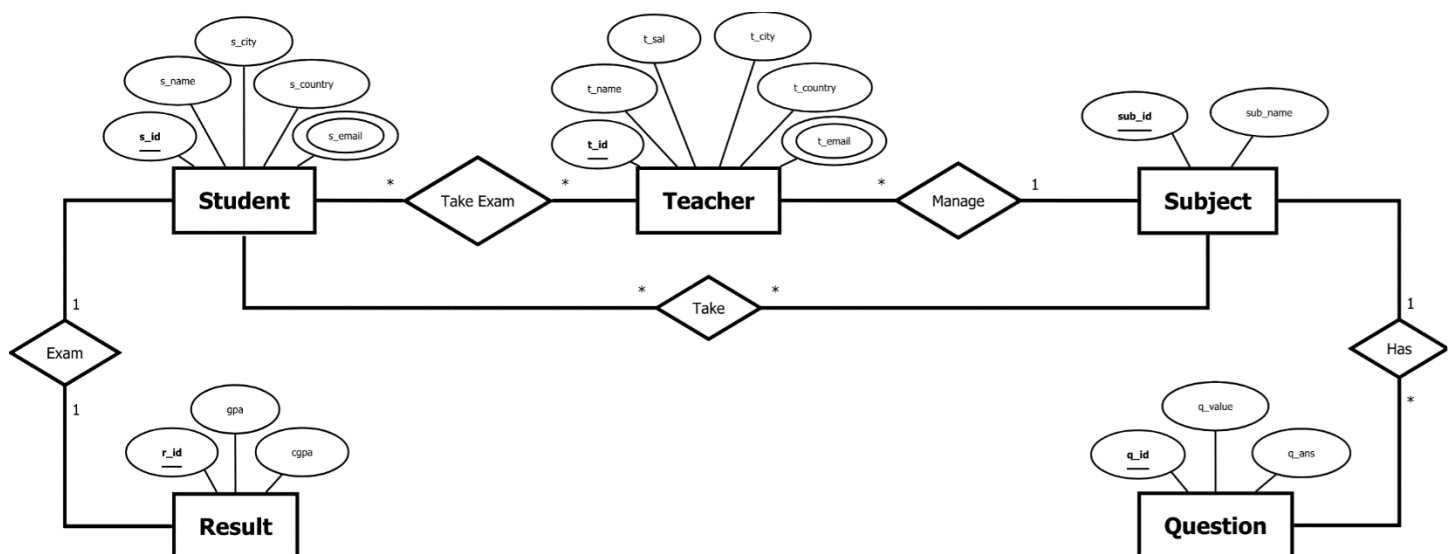 s_city
t_sal
t_city
s_name
s_country
t_name
t_country
s_id
s_email
t_id
t_email
sub_id
sub_name
* *
* 1
Student
Take Exam
Teacher
Manage
Subject
* *
Take
1
Exam
1
1
Has
*
gpa
r_id
cgpa
Result
q_value
q_id
q_ans
Question